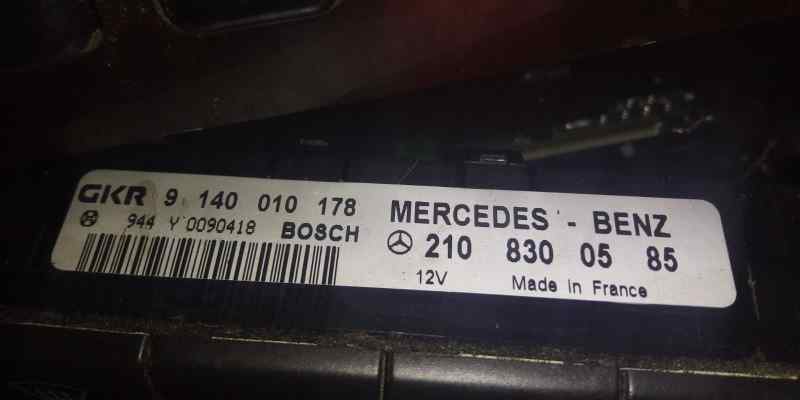 GKR 9 140 010 178
944 Y 0090418 BOSCH
MERCEDES - BENZ
210 830 05 85
12V Made in France